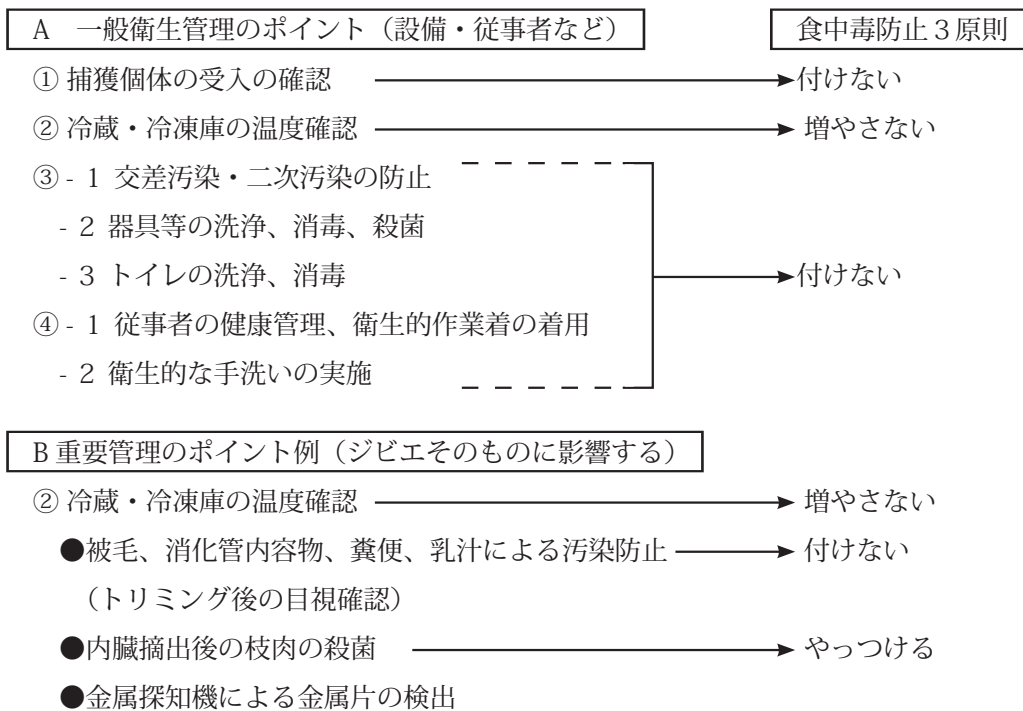 A　一般衛生管理のポイント（設備・従事者など） 食中毒防止３原則
① 捕獲個体の受入の確認 付けない
② 冷蔵・冷凍庫の温度確認 増やさない
③ - 1 交差汚染・二次汚染の防止
- 2 器具等の洗浄、消毒、殺菌
- 3 トイレの洗浄、消毒 付けない
④ - 1 従事者の健康管理、衛生的作業着の着用
- 2 衛生的な手洗いの実施
B 重要管理のポイント例（ジビエそのものに影響する）
② 冷蔵・冷凍庫の温度確認 増やさない
●被毛、消化管内容物、糞便、乳汁による汚染防止 付けない
（トリミング後の目視確認）
●内臓摘出後の枝肉の殺菌 やっつける
●金属探知機による金属片の検出